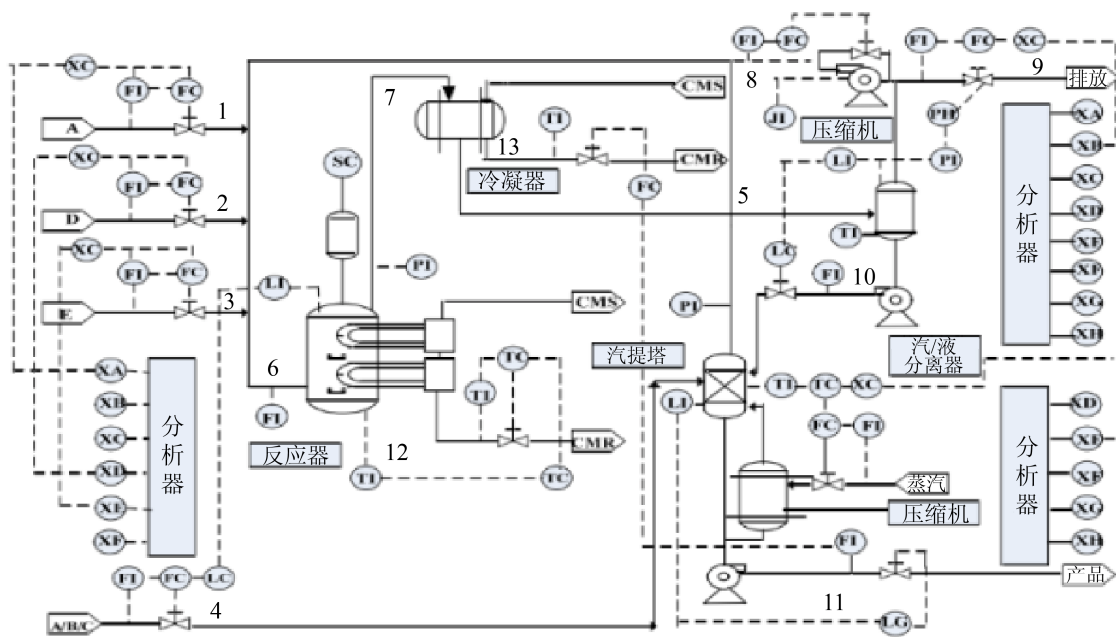 XC
FI
FC
1
A
XC
FI
FC
2
D
XC
FI
FC
3
E
LI
SC
7
CMS
TI
13
CMR
冷凝器
FC
PI
6
FI
反应器
12
CMS
TC
TI
CMR
TI
TC
XA
XB
XC
XD
XE
XF
分析器
FI
FC
LC
4
A/B/C
FI
FC
8
JI
压缩机
FI
FC
XC
9
排放
PH
LI
PI
5
TI
LC
FI
10
PI
汽/液
分离器
汽提塔
LI
TI
TC
XC
FC
FI
蒸汽
压缩机
FI
产品
11
LG
分析器
XA
XB
XC
XD
XE
XF
XG
XH
分析器
XD
XE
XF
XG
XH